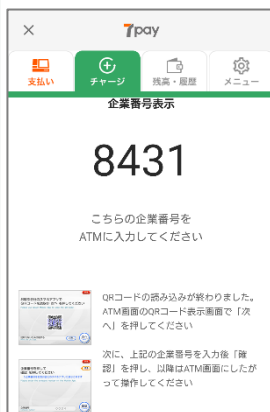 7pay
支払い
チャージ
残高・履歴
メニュー
企業番号表示
8431
こちらの企業番号を
ATMに入力してください
QRコードの読み込みが終わりました。
ATM画面のQRコード表示画面で「次
へ」を押してください
次に、上記の企業番号を入力後「確
認」を押し、以降はATM画面にしたが
って操作してください